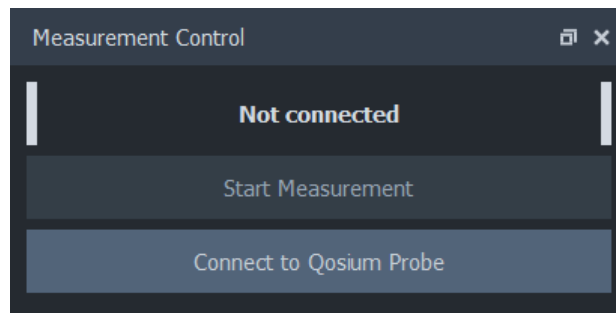 Measurement Control
Not connected
Start Measurement
Connect to Qosium Probe